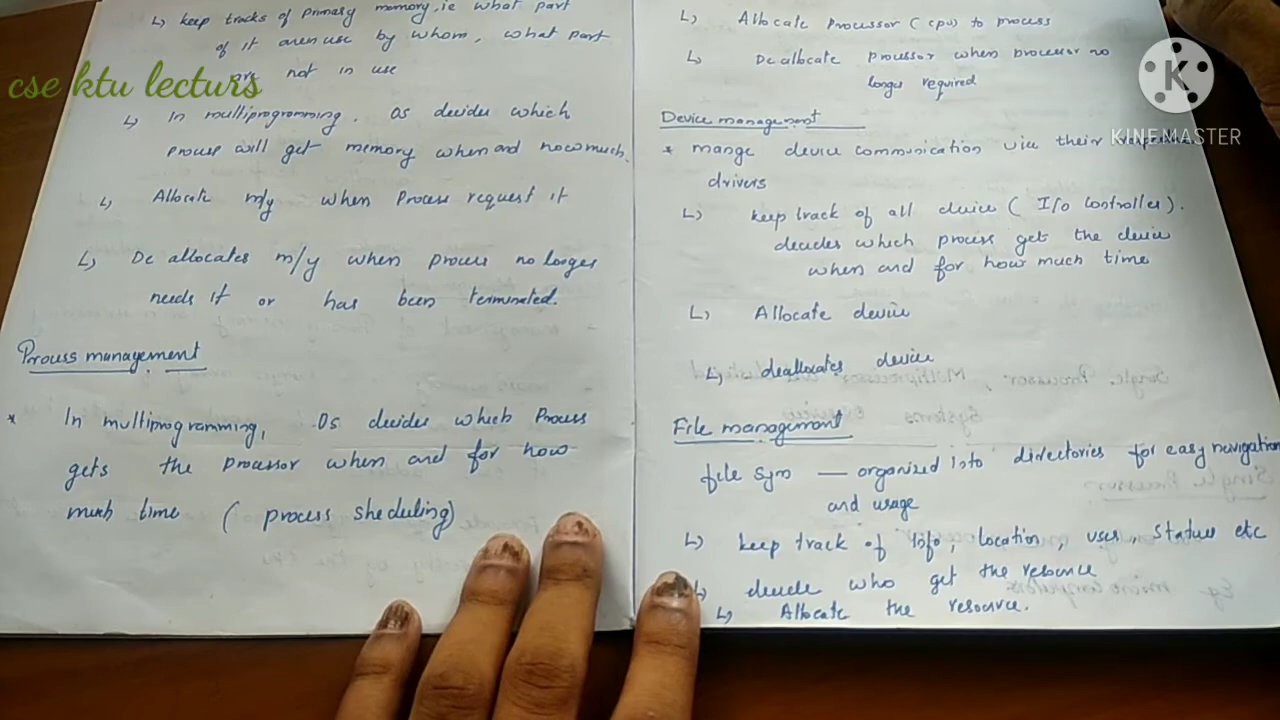 L) keep tracks of primary memory, ie what part
of it are use by whom, what part
are not in use
cse ktu lecturs
L) In multiprogramming. Os decides which
process will get memory when and how much.
L) Allocate m/y when Process request it
L) De allocates m/y when process no longer
needs it or has been terminated.
Process management
* In multiprogramming, Os decides which Process
gets the processor when and for how
much time (process sheduling)
L) Allocate Processor (cpu) to process
L) De allocate processor when processor no
longer required
Device management
* mange device communication via their
drivers
L) keep track of all device (I/o controller).
decides which process get the device
when and for how much time
L) Allocate device
L) deallocates device
File management
file sym — organized into directories for easy navigation
and usage
L) keep track of info, location, uses, status etc
L) decide who get the resource
L) Allocate the resource.
KINEMASTER